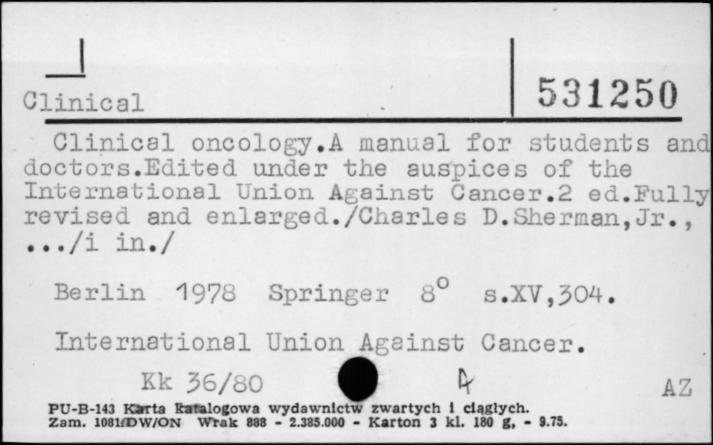 531250
Clinical
Clinical oncology.A manual for students and
doctors.Edited under the auspices of the
International Union Against Cancer.2 ed.Fully
revised and enlarged./Charles D.Sherman,Jr.,
.../i in./
Berlin 1978 Springer 8° s.XV,304.
International Union Against Cancer.
Kk 36/80 AZ
PU-B-143 Karta katalogowa wydawnictw zwartych i ciągłych.
Zam. 1081/DW/ON Wrak 888 - 2.385.000 - Karton 3 kl. 180 g, - 9.75.